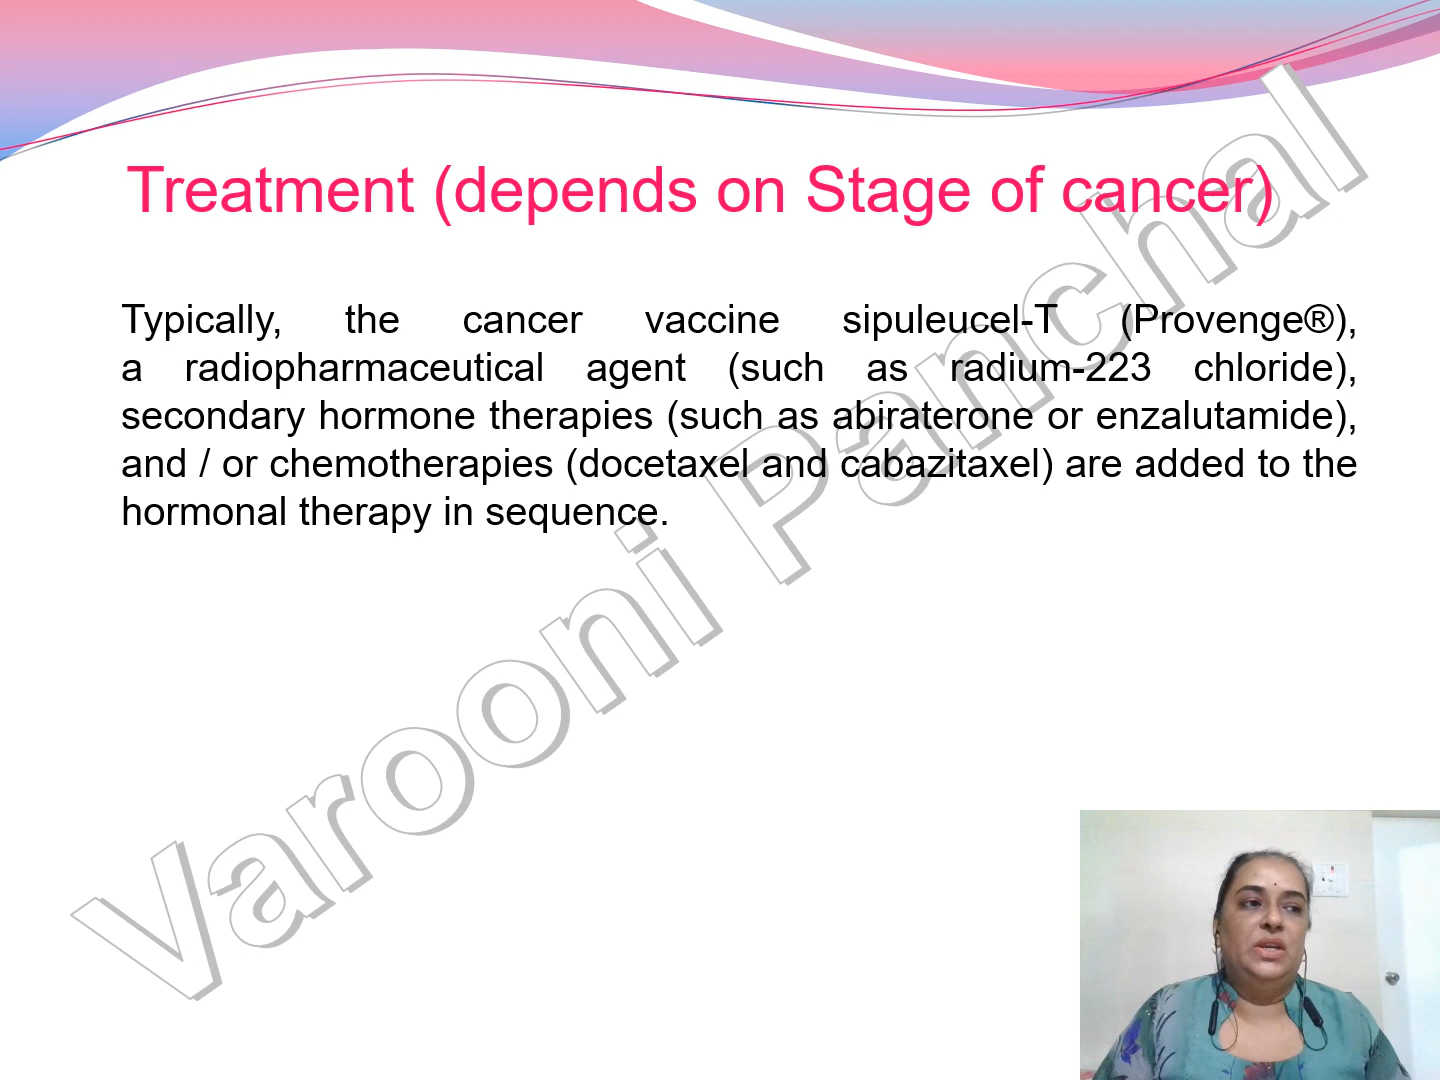 Treatment (depends on Stage of cancer)
Typically, the cancer vaccine sipuleucel-T (Provenge®),
a radiopharmaceutical agent (such as radium-223 chloride),
secondary hormone therapies (such as abiraterone or enzalutamide),
and / or chemotherapies (docetaxel and cabazitaxel) are added to the
hormonal therapy in sequence.
Varooni Panchal